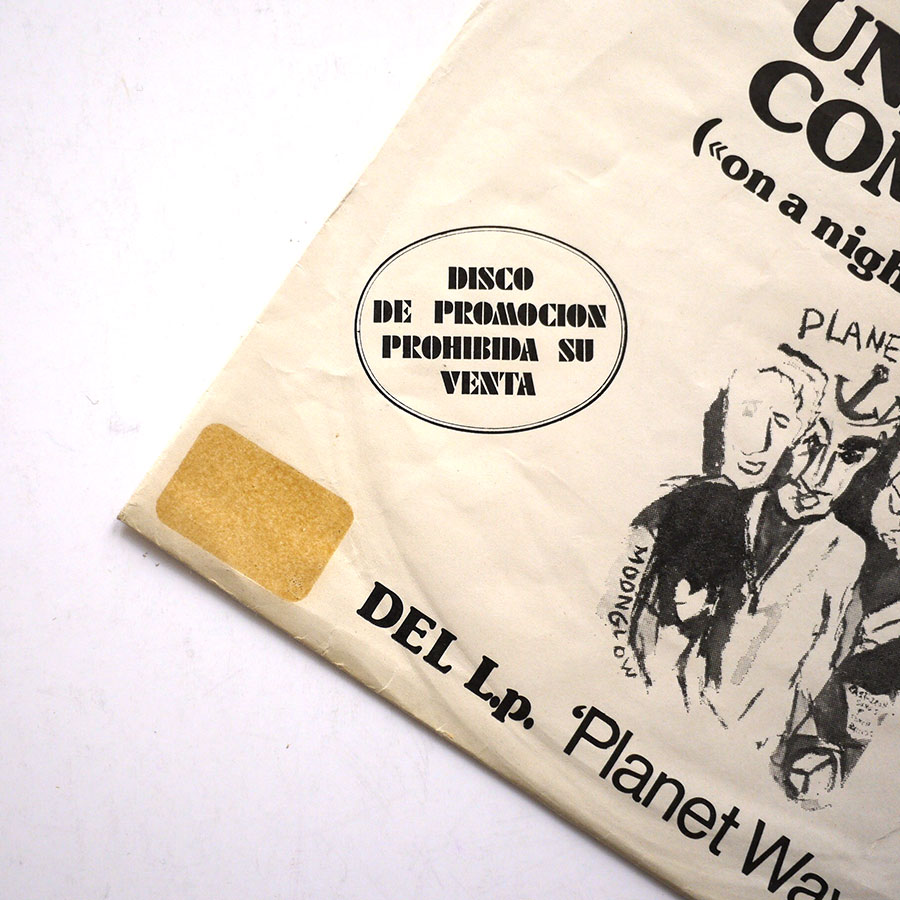 UN
COM
(«on a nigh
DISCO
DE PROMOCION
PROHIBIDA SU
VENTA
PLANE
MOONGLOW
DEL L.p. 'Planet Wav